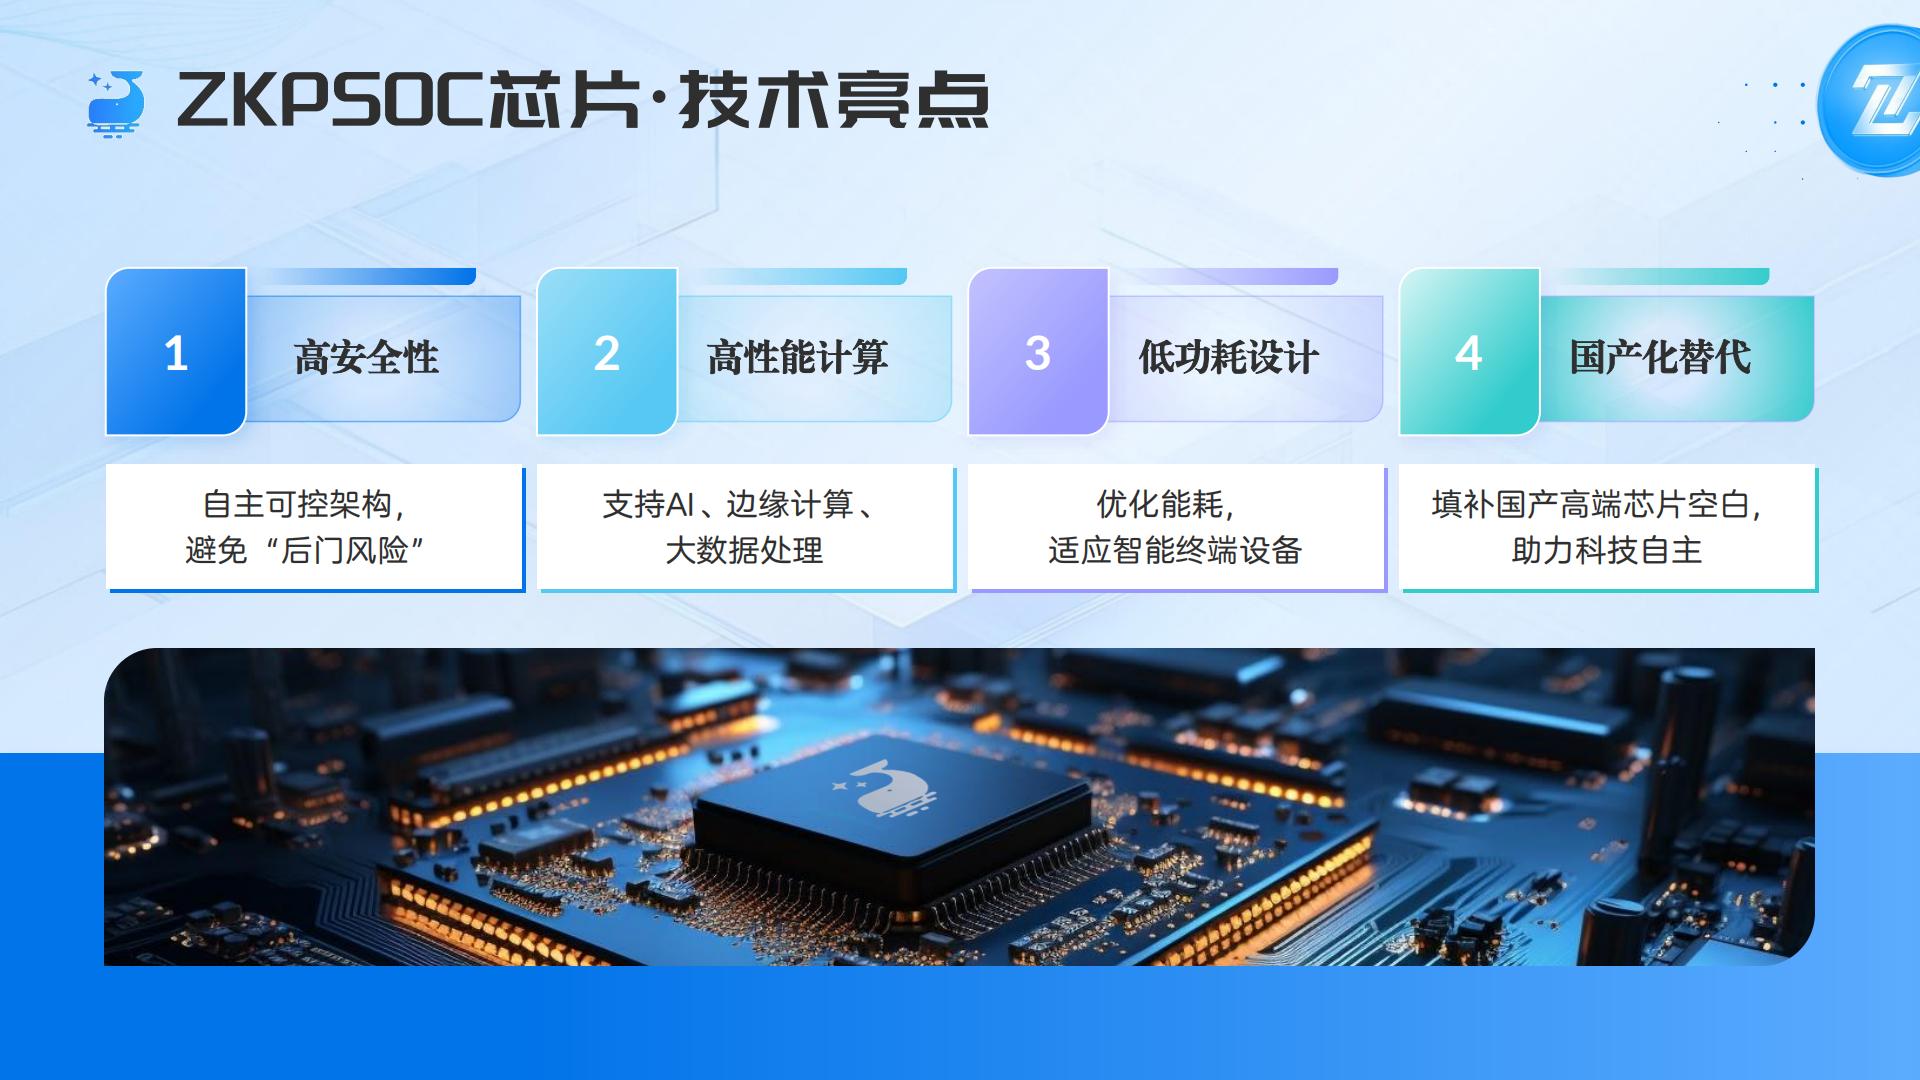 ZKPSOC芯片·技术亮点
1
高安全性
2
高性能计算
3
低功耗设计
4
国产化替代
自主可控架构，
避免“后门风险”
支持AI、边缘计算、
大数据处理
优化能耗，
适应智能终端设备
填补国产高端芯片空白，
助力科技自主